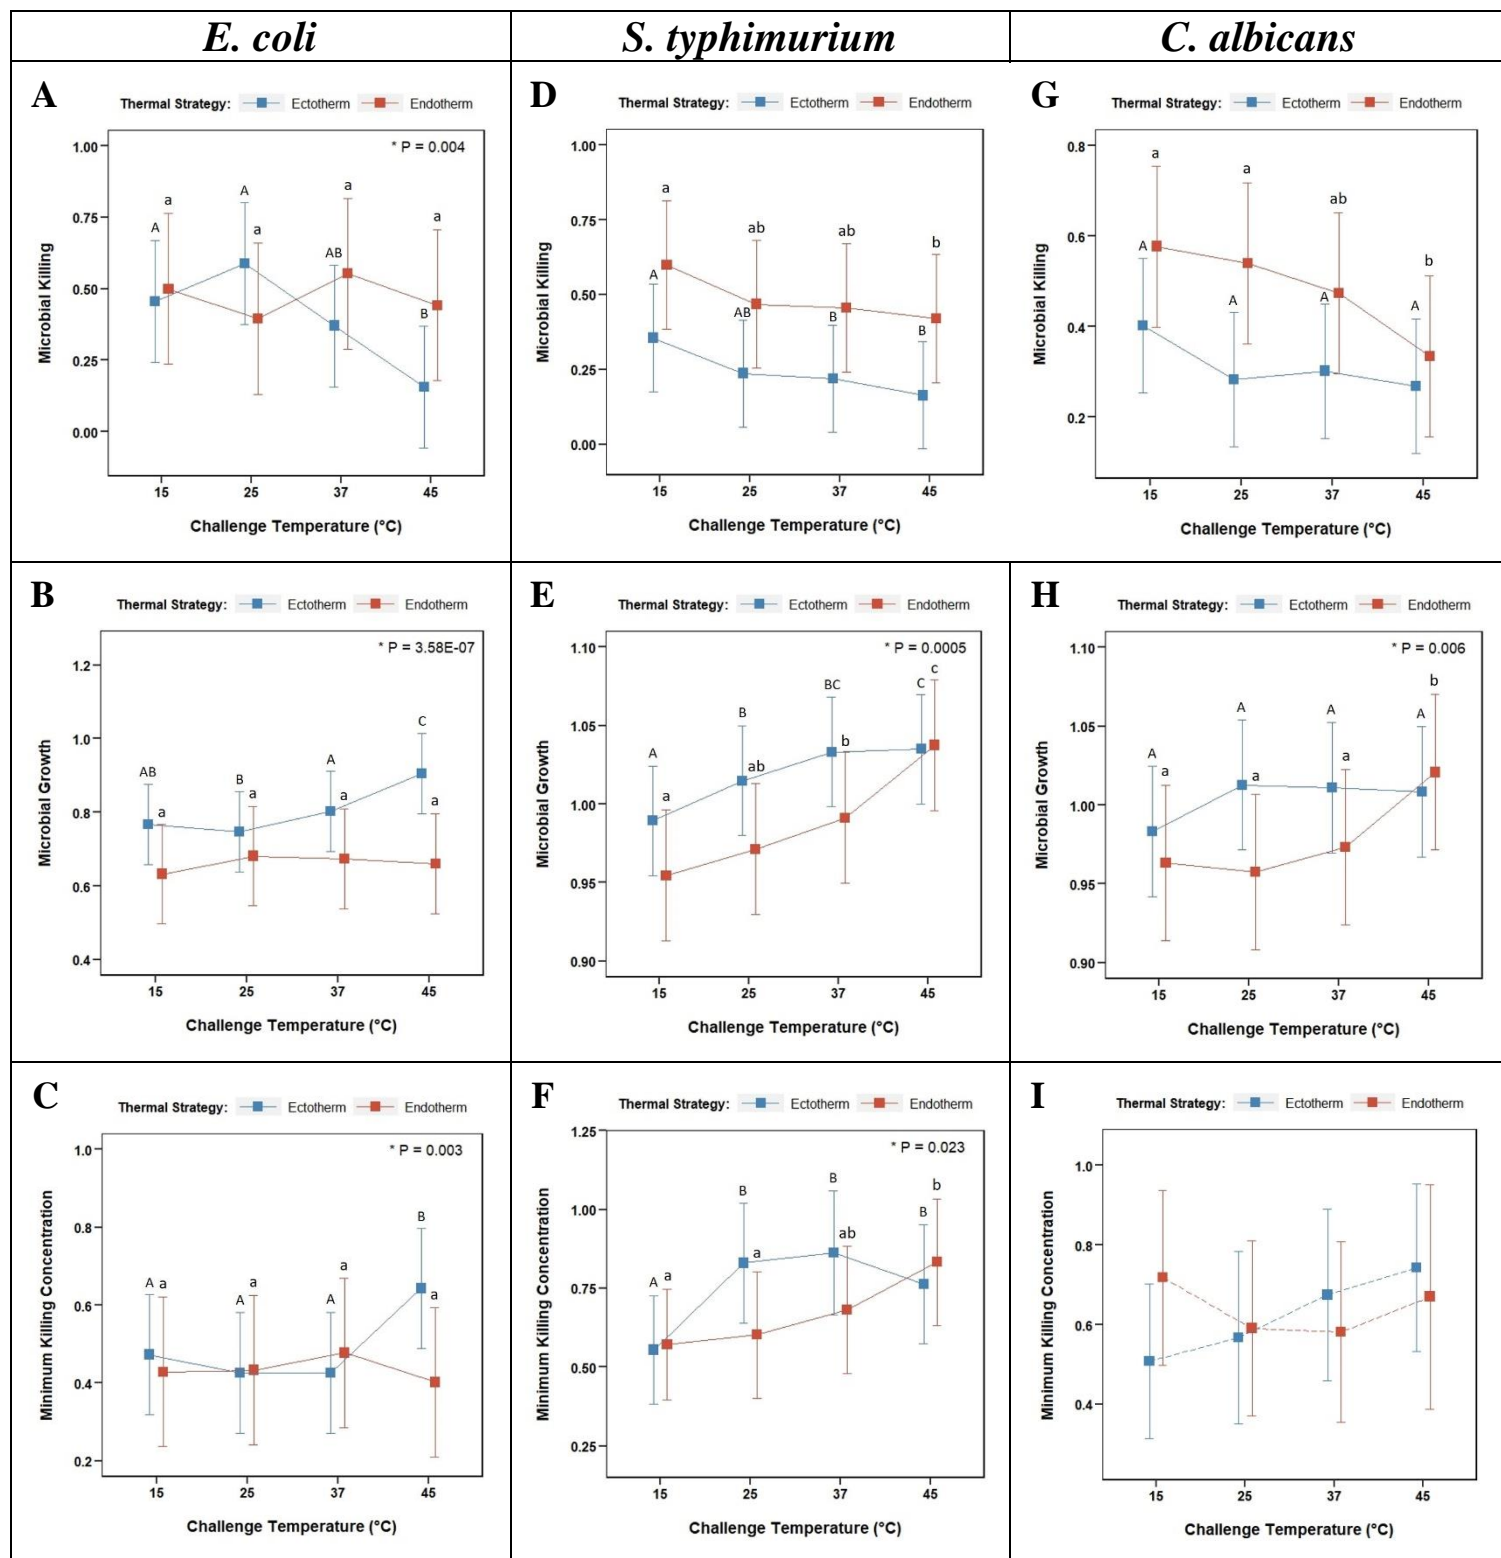 E. coli
S. typhimurium
C. albicans
A
Thermal Strategy: Ectotherm Endotherm
* P = 0.004
1.00
0.75
0.50
0.25
0.00
A a A a AB a B a
Microbial Killing
15 25 37 45
Challenge Temperature (°C)
D
Thermal Strategy: Ectotherm Endotherm
1.00
0.75
0.50
0.25
0.00
A a AB ab B ab B b
Microbial Killing
15 25 37 45
Challenge Temperature (°C)
G
Thermal Strategy: Ectotherm Endotherm
0.8
0.6
0.4
0.2
A a A a A ab A b
Microbial Killing
15 25 37 45
Challenge Temperature (°C)
B
Thermal Strategy: Ectotherm Endotherm
* P = 3.58E-07
1.2
1.0
0.8
0.6
0.4
AB a B a A a C a
Microbial Growth
15 25 37 45
Challenge Temperature (°C)
E
Thermal Strategy: Ectotherm Endotherm
* P = 0.0005
1.10
1.05
1.00
0.95
0.90
A a B ab BC b C c
Microbial Growth
15 25 37 45
Challenge Temperature (°C)
H
Thermal Strategy: Ectotherm Endotherm
* P = 0.006
1.10
1.05
1.00
0.95
0.90
A a A a A a A b
Microbial Growth
15 25 37 45
Challenge Temperature (°C)
C
Thermal Strategy: Ectotherm Endotherm
* P = 0.003
1.0
0.8
0.6
0.4
0.2
A a A a A a B a
Minimum Killing Concentration
15 25 37 45
Challenge Temperature (°C)
F
Thermal Strategy: Ectotherm Endotherm
* P = 0.023
1.25
1.00
0.75
0.50
0.25
A a B a B ab B b
Minimum Killing Concentration
15 25 37 45
Challenge Temperature (°C)
I
Thermal Strategy: Ectotherm Endotherm
1.0
0.8
0.6
0.4
Minimum Killing Concentration
15 25 37 45
Challenge Temperature (°C)